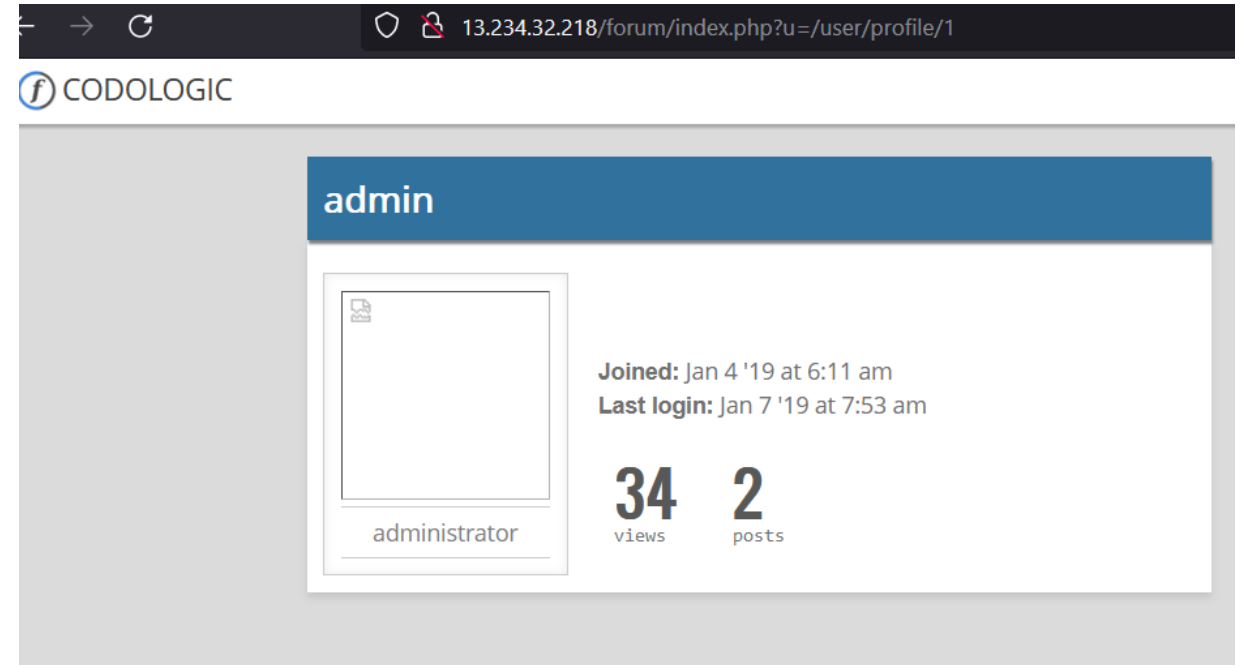 13.234.32.218/forum/index.php?u=/user/profile/1
f CODOLOGIC
admin
Joined: Jan 4 '19 at 6:11 am
Last login: Jan 7 '19 at 7:53 am
34 2
views posts
administrator